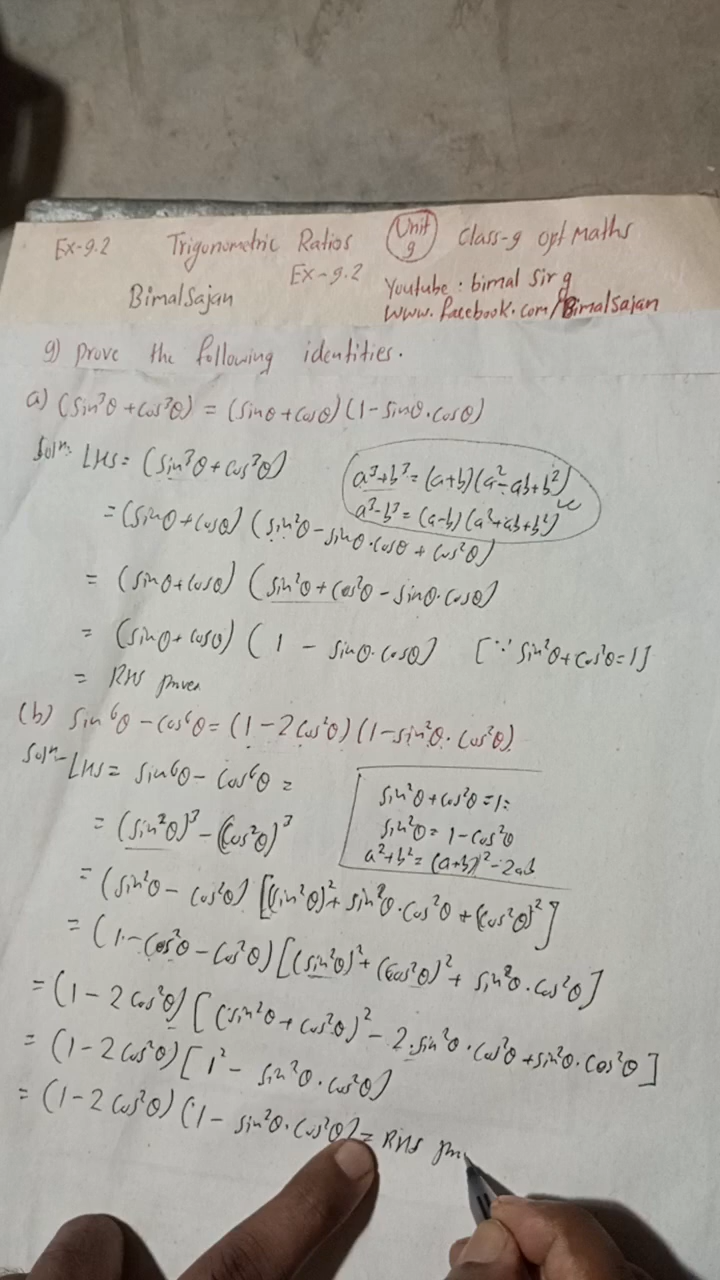 Ex-9.2 Trigonometric Ratios Unit 9 Class-9 Opt Maths
Ex-9.2
BimalSajan Youtube: bimal Sir g
www.facebook.com/BimalSajan
9) Prove the following identities.
a) (Sin³θ + Cos³θ) = (Sinθ + Cosθ) (1 - Sinθ.Cosθ)
Solⁿ: LHS = (Sin³θ + Cos³θ)
a³+b³ = (a+b)(a²-ab+b²)
a³-b³ = (a-b)(a²+ab+b²)
= (Sinθ + Cosθ) (Sin²θ - Sinθ.Cosθ + Cos²θ)
= (Sinθ + Cosθ) (Sin²θ + Cos²θ - Sinθ.Cosθ)
= (Sinθ + Cosθ) (1 - Sinθ.Cosθ) [∵ Sin²θ + Cos²θ = 1]
= RHS proven
(b) Sin⁶θ - Cos⁶θ = (1 - 2Cos²θ) (1 - Sin²θ.Cos²θ)
Solⁿ- LHS = Sin⁶θ - Cos⁶θ =
Sin²θ + Cos²θ = 1:
Sin²θ = 1 - Cos²θ
a²+b² = (a+b)² - 2ab
= (Sin²θ)³ - (Cos²θ)³
= (Sin²θ - Cos²θ) [(Sin²θ)² + Sin²θ.Cos²θ + (Cos²θ)²]
= (1 - Cos²θ - Cos²θ) [(Sin²θ)² + (Cos²θ)² + Sin²θ.Cos²θ]
= (1 - 2Cos²θ) [(Sin²θ + Cos²θ)² - 2.Sin²θ.Cos²θ + Sin²θ.Cos²θ]
= (1 - 2Cos²θ) [1² - Sin²θ.Cos²θ)
= (1 - 2Cos²θ) (1 - Sin²θ.Cos²θ) = RHS